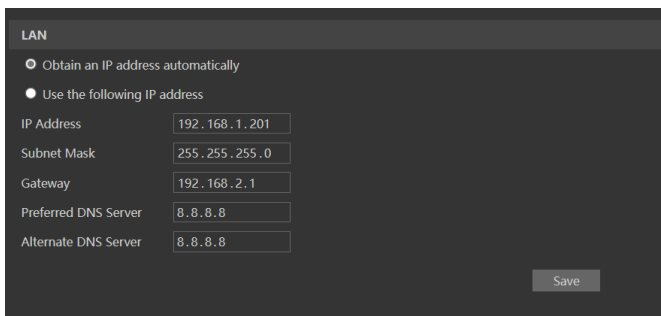 LAN
Obtain an IP address automatically
Use the following IP address
IP Address 192.168.1.201
Subnet Mask 255.255.255.0
Gateway 192.168.2.1
Preferred DNS Server 8.8.8.8
Alternate DNS Server 8.8.8.8
Save